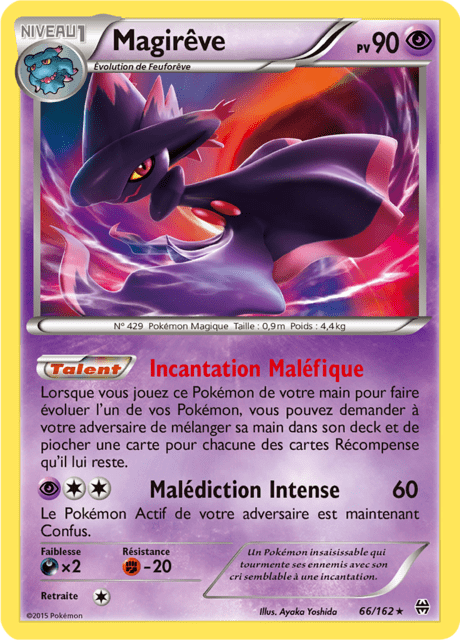 NIVEAU 1
Magirêve
PV 90
Évolution de Feuforêve
N° 429 Pokémon Magique Taille : 0,9 m Poids : 4,4 kg
Talent Incantation Maléfique
Lorsque vous jouez ce Pokémon de votre main pour faire
évoluer l'un de vos Pokémon, vous pouvez demander à
votre adversaire de mélanger sa main dans son deck et de
piocher une carte pour chacune des cartes Récompense
qu'il lui reste.
Malédiction Intense 60
Le Pokémon Actif de votre adversaire est maintenant
Confus.
Faiblesse Résistance
×2 -20
Retraite
Un Pokémon insaisissable qui
tourmente ses ennemis avec son
cri semblable à une incantation.
©2015 Pokémon Illus. Ayaka Yoshida 66/162 ★